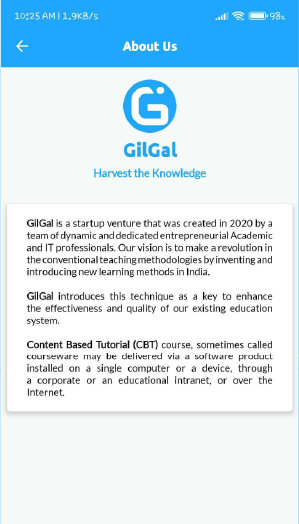 10:25 AM | 1.9KB/s
98%
About Us
G
GilGal
Harvest the Knowledge
GilGal is a startup venture that was created in 2020 by a
team of dynamic and dedicated entrepreneurial Academic
and IT professionals. Our vision is to make a revolution in
the conventional teaching methodologies by inventing and
introducing new learning methods in India.
GilGal introduces this technique as a key to enhance
the effectiveness and quality of our existing education
system.
Content Based Tutorial (CBT) course, sometimes called
courseware may be delivered via a software product
installed on a single computer or a device, through
a corporate or an educational intranet, or over the
Internet.